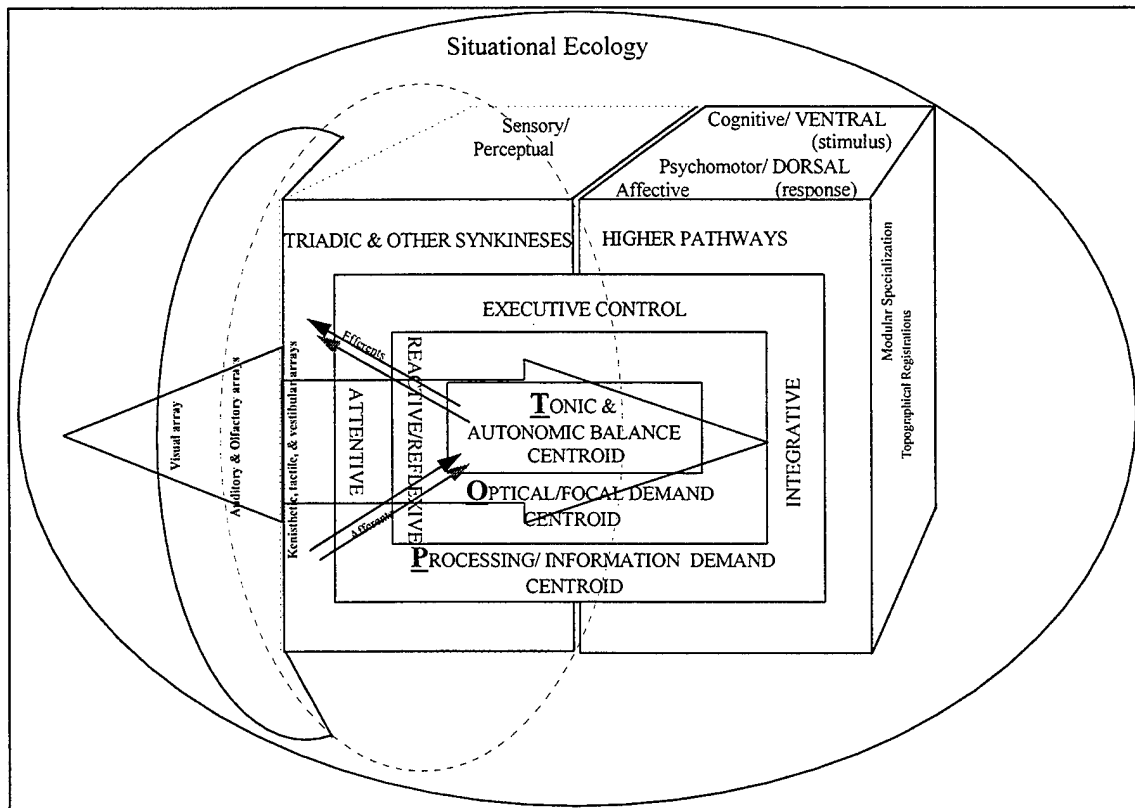 Situational Ecology
Sensory/
Perceptual
Cognitive/ VENTRAL
(stimulus)
Psychomotor/ DORSAL
Affective
(response)
TRIADIC & OTHER SYNKINESES
HIGHER PATHWAYS
EXECUTIVE CONTROL
Visual array
Auditory & Olfactory arrays
Kenisthetic, tactile, & vestibular arrays
Efferents
Afferents
ATTENTIVE
REACTIVE/REFLEXIVE
TONIC &
AUTONOMIC BALANCE
CENTROID
OPTICAL/FOCAL DEMAND
CENTROID
PROCESSING/ INFORMATION DEMAND
CENTROID
INTEGRATIVE
Modular Specialization
Topographical Registrations